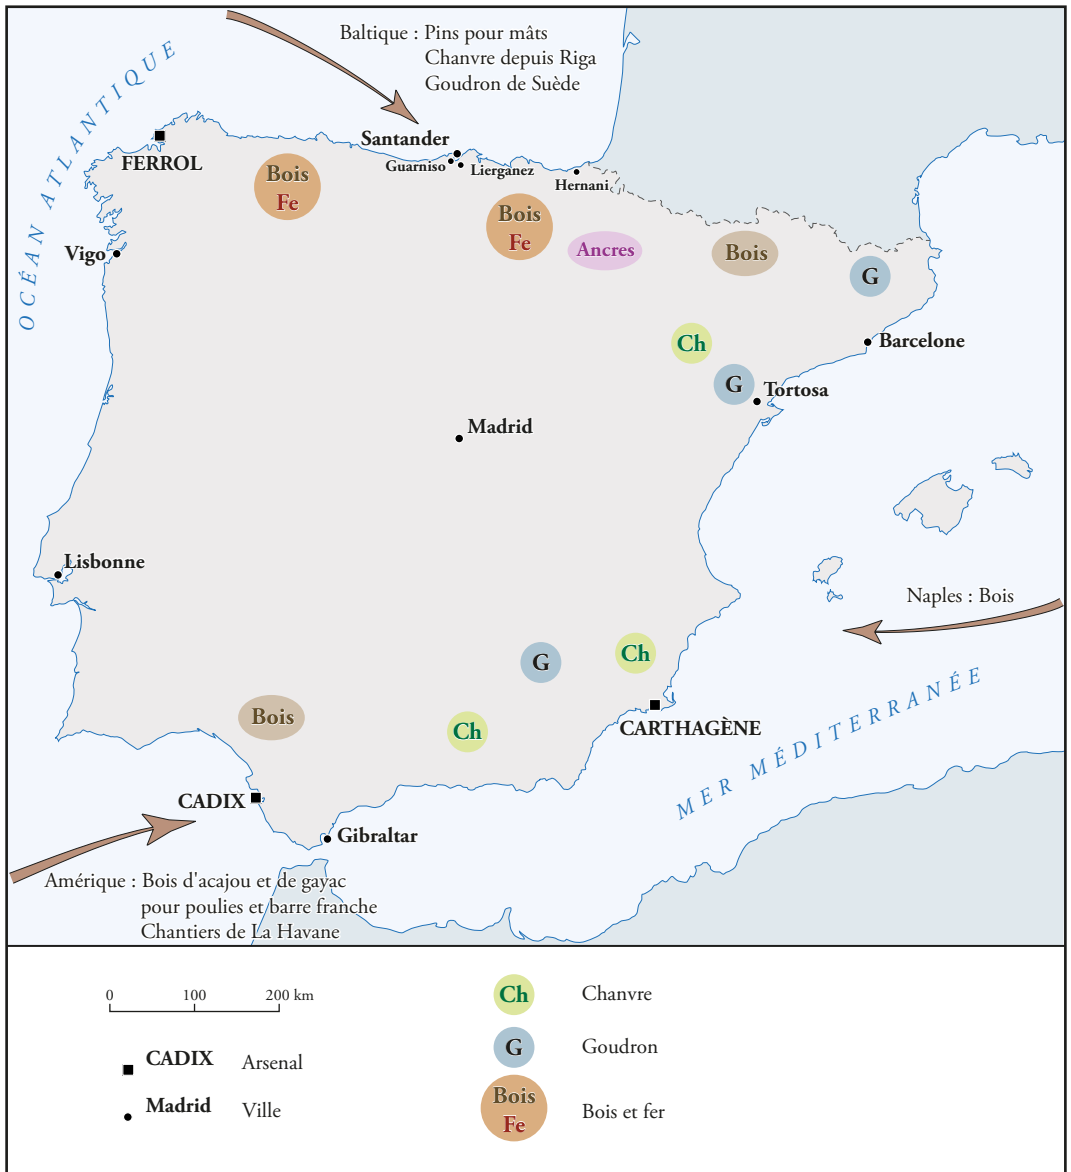 Baltique : Pins pour mâts
Chanvre depuis Riga
Goudron de Suède
OCÉAN ATLANTIQUE
Santander
FERROL
Guarniso
Lierganez
Hernani
Bois
Fe
Bois
Fe
Ancres
Bois
Vigo
G
Ch
Barcelone
G
Tortosa
Madrid
Lisbonne
Naples : Bois
G
Ch
MER MÉDITERRANÉE
Bois
Ch
CARTHAGÈNE
CADIX
Gibraltar
Amérique : Bois d'acajou et de gayac
pour poulies et barre franche
Chantiers de La Havane
0 100 200 km
CADIX Arsenal
Madrid Ville
Ch Chanvre
G Goudron
Bois
Fe
Bois et fer